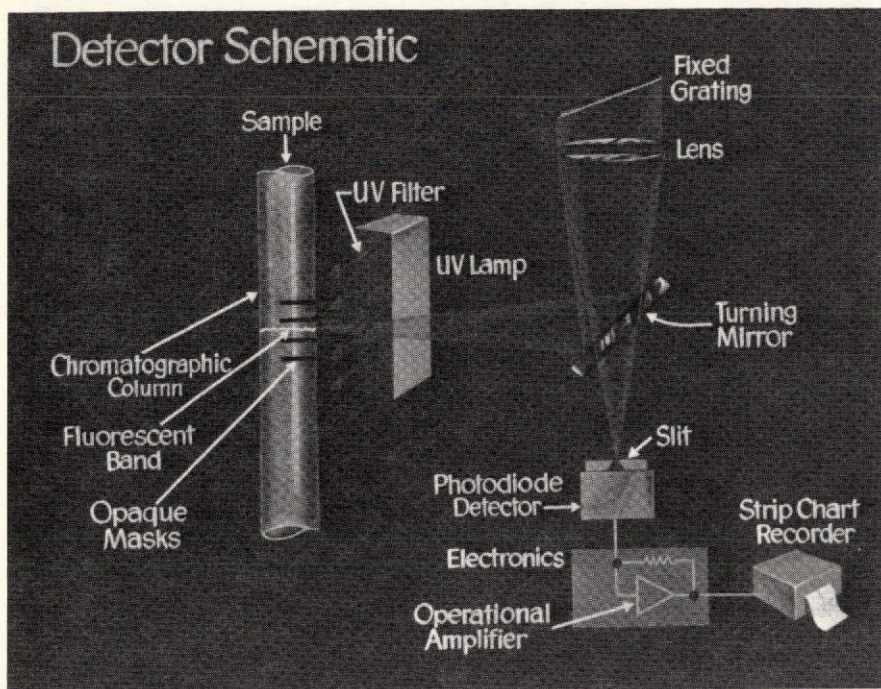 Detector Schematic
Fixed
Grating
Sample
Lens
UV Filter
UV Lamp
Turning
Mirror
Chromatographic
Column
Fluorescent
Band
Opaque
Masks
Slit
Photodiode
Detector
Strip Chart
Recorder
Electronics
Operational
Amplifier